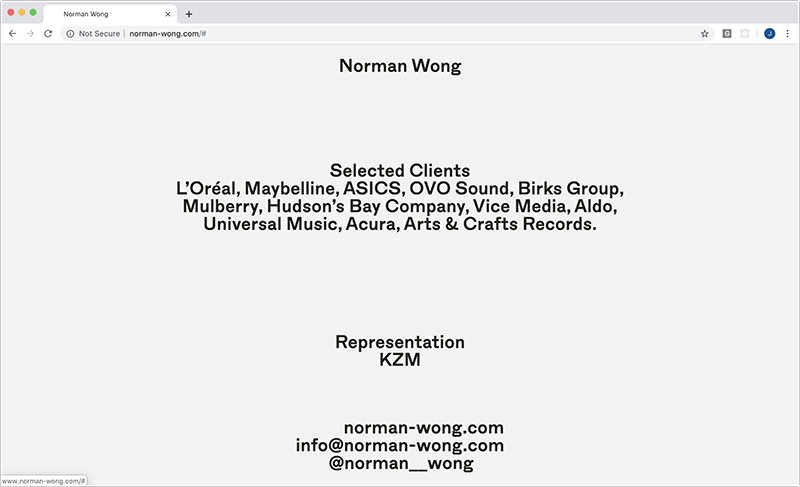 Norman Wong
Not Secure | norman-wong.com/#
J
Norman Wong
Selected Clients
L’Oréal, Maybelline, ASICS, OVO Sound, Birks Group,
Mulberry, Hudson’s Bay Company, Vice Media, Aldo,
Universal Music, Acura, Arts & Crafts Records.
Representation
KZM
norman-wong.com
info@norman-wong.com
@norman__wong
www.norman-wong.com/#